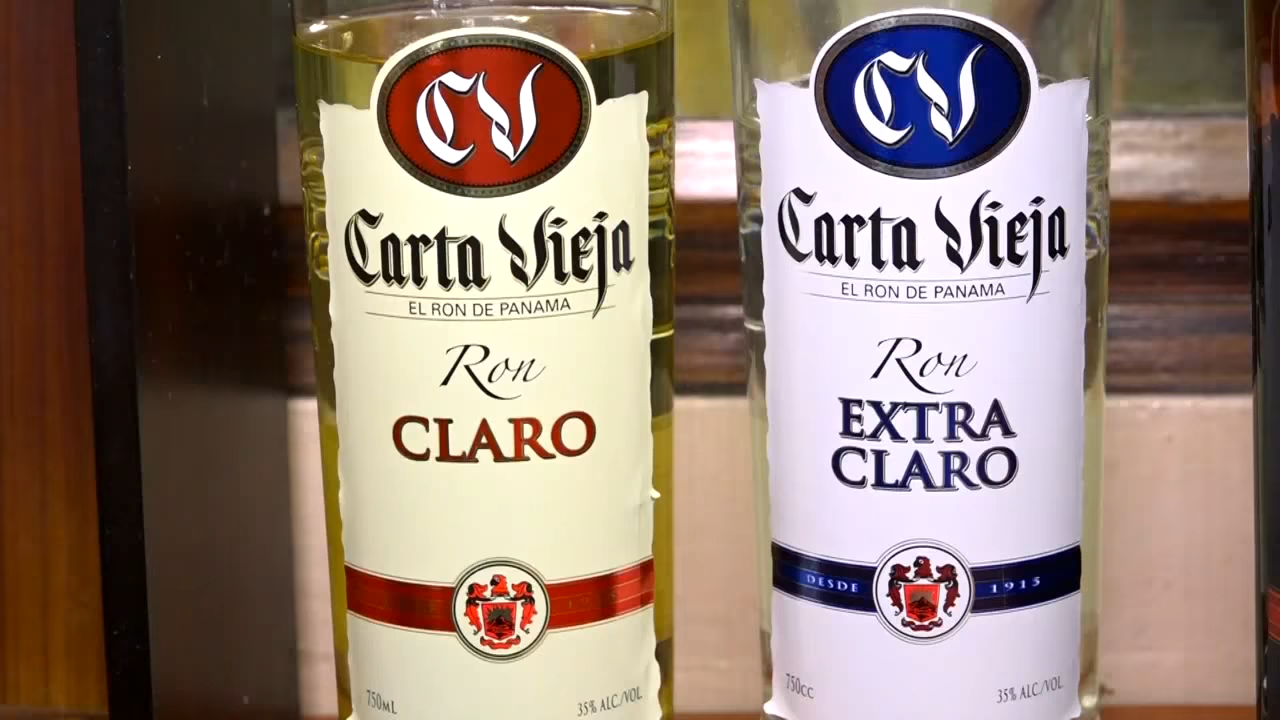 CV
Carta Vieja
EL RON DE PANAMA
Ron
CLARO
750ML
35% ALC./VOL.
CV
Carta Vieja
EL RON DE PANAMA
Ron
EXTRA
CLARO
DESDE 1915
750CC
35% ALC./VOL.